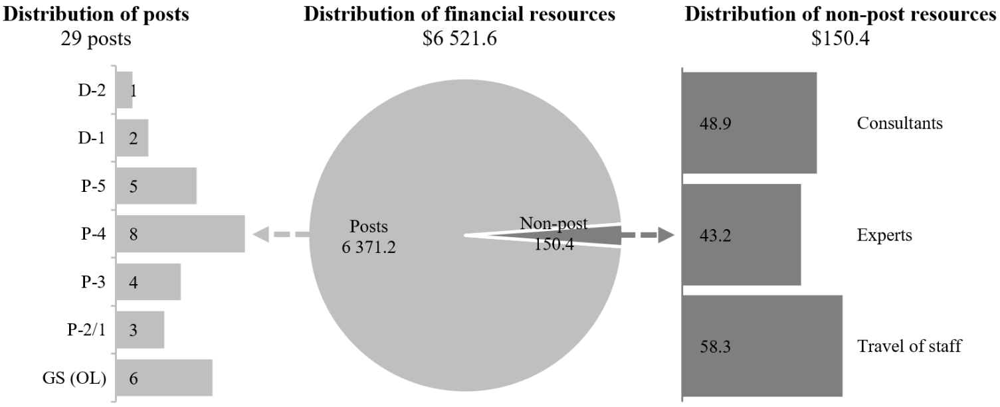 Distribution of posts
29 posts
D-2 1
D-1 2
P-5 5
P-4 8
P-3 4
P-2/1 3
GS (OL) 6
Distribution of financial resources
$6 521.6
Posts
6 371.2
Non-post
150.4
Distribution of non-post resources
$150.4
48.9 Consultants
43.2 Experts
58.3 Travel of staff